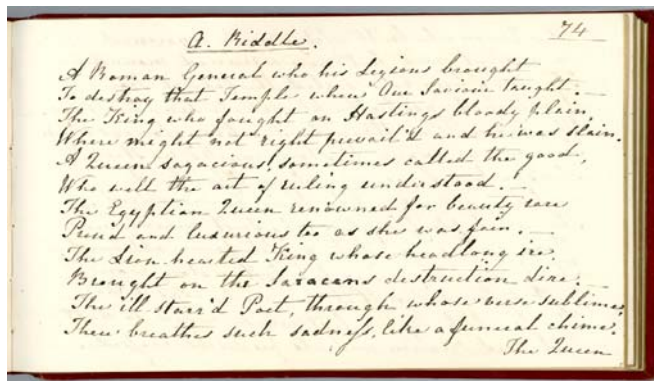 74
A. Riddle.
A Roman General who his Legions brought
To destroy that Temple where Our Saviour taught. —
The King who fought on Hastings bloody plain,
Where might not right prevail'd and he was slain.
A Queen sagacious, sometimes called the good,
Who well the art of ruling understood. —
The Egyptian Queen renowned for beauty rare
Proud and luxurious too as she was fair. —
The Lion hearted King whose headlong ire,
Brought on the Saracens destruction dire. —
The ill starr'd Poet, through whose verse sublime,
There breathes such sadness, like a funeral chime.
The Queen